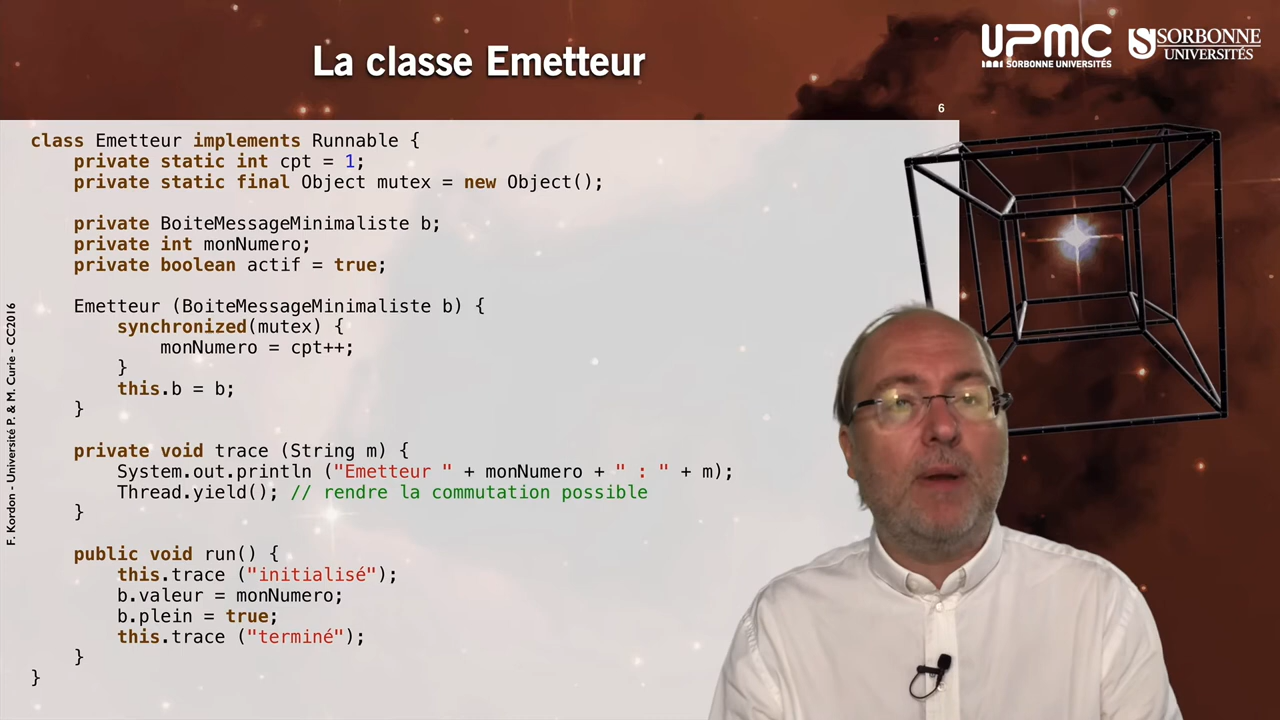 La classe Emetteur
UPMC
SORBONNE UNIVERSITÉS
SORBONNE
UNIVERSITÉS
6
class Emetteur implements Runnable {
private static int cpt = 1;
private static final Object mutex = new Object();
private BoiteMessageMinimaliste b;
private int monNumero;
private boolean actif = true;
Emetteur (BoiteMessageMinimaliste b) {
synchronized(mutex) {
monNumero = cpt++;
}
this.b = b;
}
private void trace (String m) {
System.out.println ("Emetteur " + monNumero + " : " + m);
Thread.yield(); // rendre la commutation possible
}
public void run() {
this.trace ("initialisé");
b.valeur = monNumero;
b.plein = true;
this.trace ("terminé");
}
}
F. Kordon - Université P. & M. Curie - CC2016